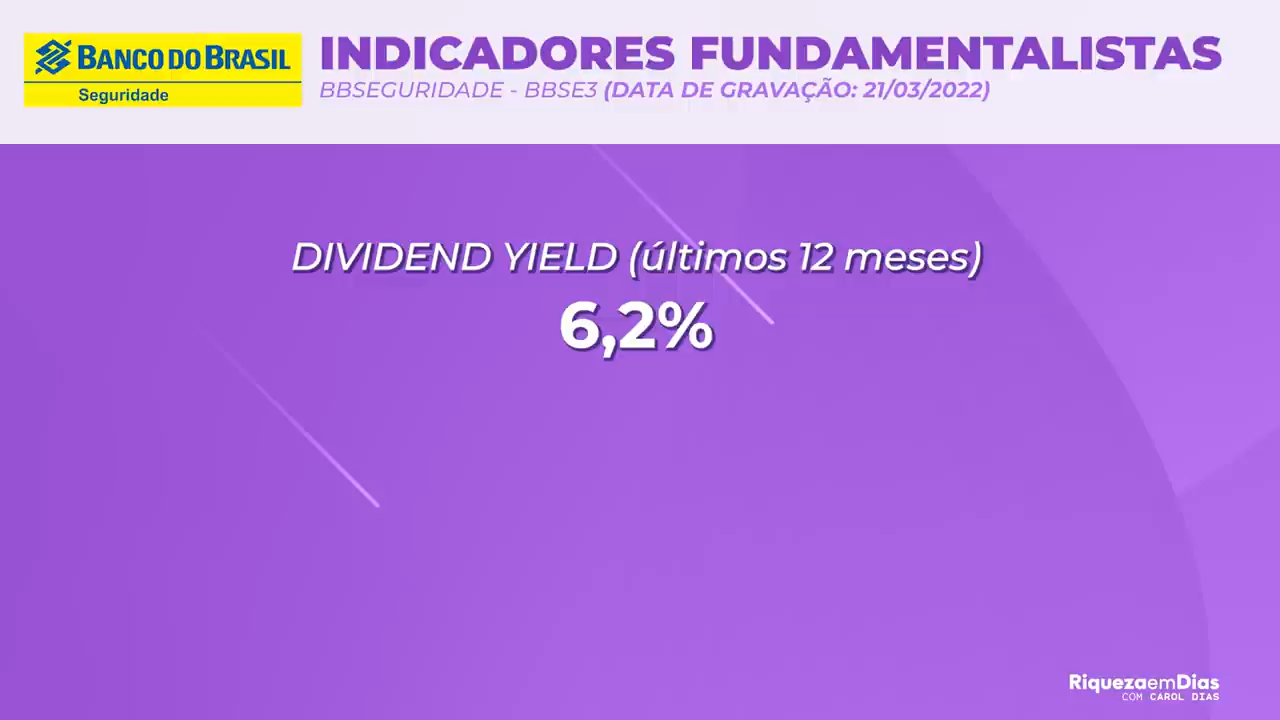 BANCO DO BRASIL
Seguridade
INDICADORES FUNDAMENTALISTAS
BBSEGURIDADE - BBSE3 (DATA DE GRAVAÇÃO: 21/03/2022)
DIVIDEND YIELD (últimos 12 meses)
6,2%
RiquezaemDias
COM CAROL DIAS